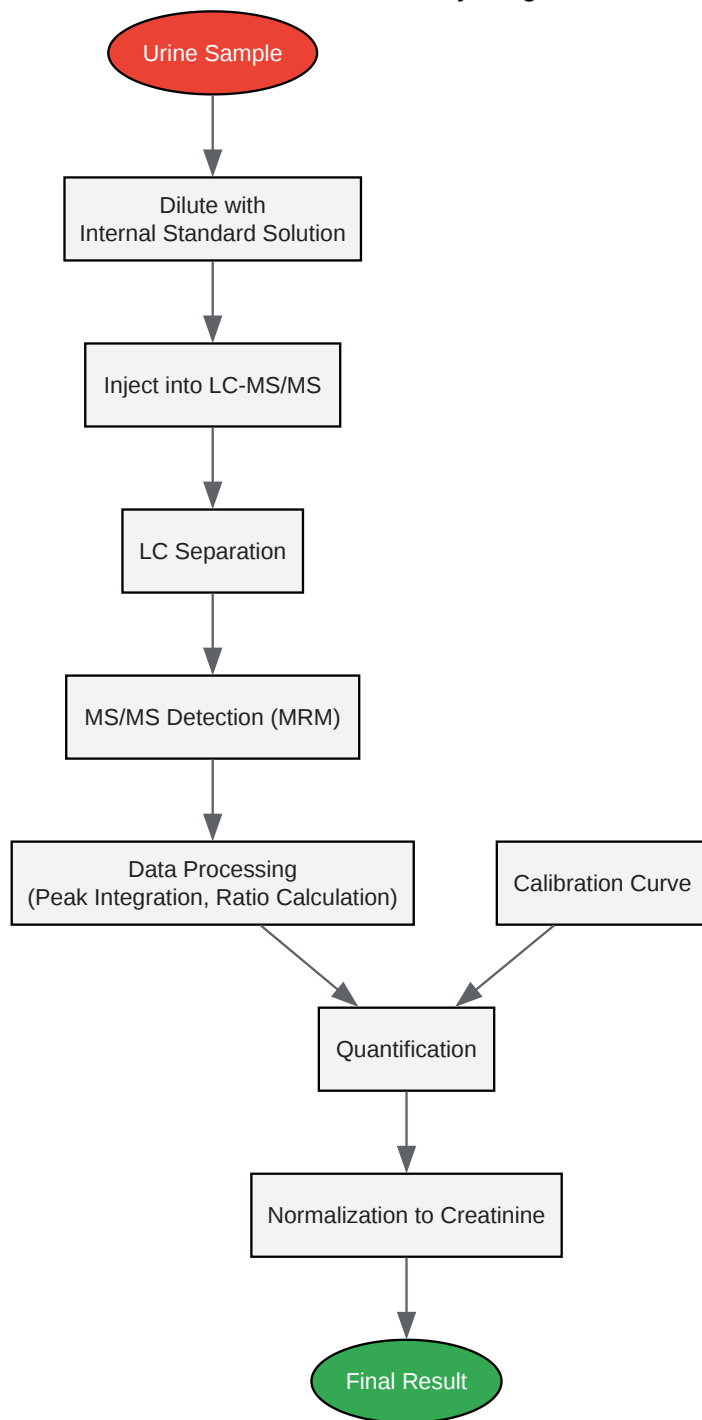 Urine Sample
Dilute with
Internal Standard Solution
Inject into LC-MS/MS
LC Separation
MS/MS Detection (MRM)
Data Processing
(Peak Integration, Ratio Calculation)
Calibration Curve
Quantification
Normalization to Creatinine
Final Result